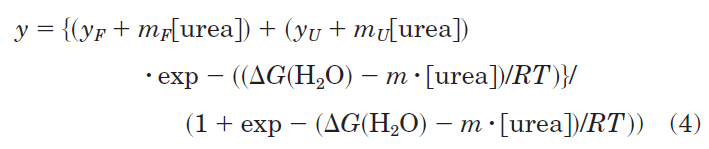 y = {(y_F + m_F[urea]) + (y_U + m_U[urea])
· exp − ((ΔG(H₂O) − m · [urea])/RT)}/
(1 + exp − (ΔG(H₂O) − m · [urea])/RT)) (4)